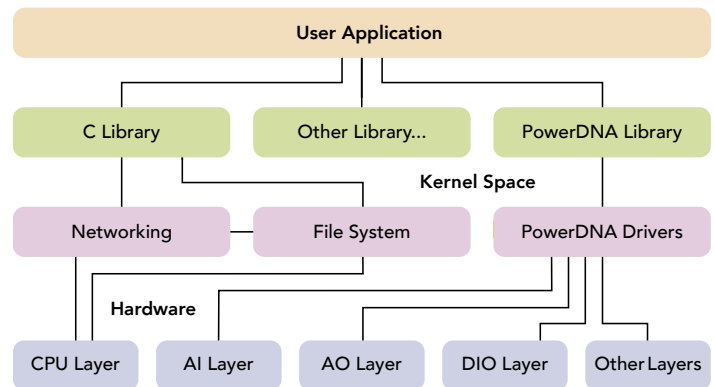 User Application
C Library
Other Library...
PowerDNA Library
Kernel Space
Networking
File System
PowerDNA Drivers
Hardware
CPU Layer
AI Layer
AO Layer
DIO Layer
Other Layers